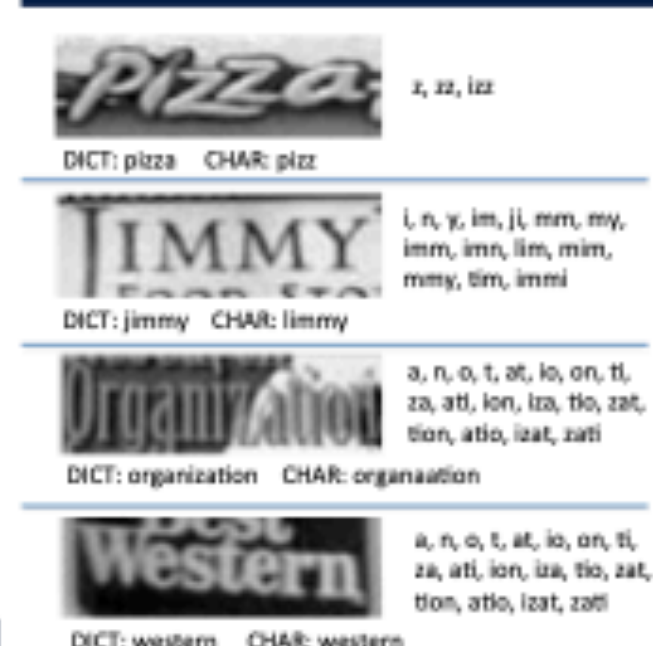 Pizza
z, zz, izz
DICT: pizza CHAR: pizz
JIMMY
FOOD STO
i, n, y, im, ji, mm, my,
imm, imn, lim, mim,
mmy, tim, immi
DICT: jimmy CHAR: limmy
Organization
a, n, o, t, at, io, on, ti,
za, ati, ion, iza, tio, zat,
tion, atio, izat, zati
DICT: organization CHAR: organaation
Best
Western
a, n, o, t, at, io, on, ti,
za, ati, ion, iza, tio, zat,
tion, atio, izat, zati
DICT: western CHAR: western